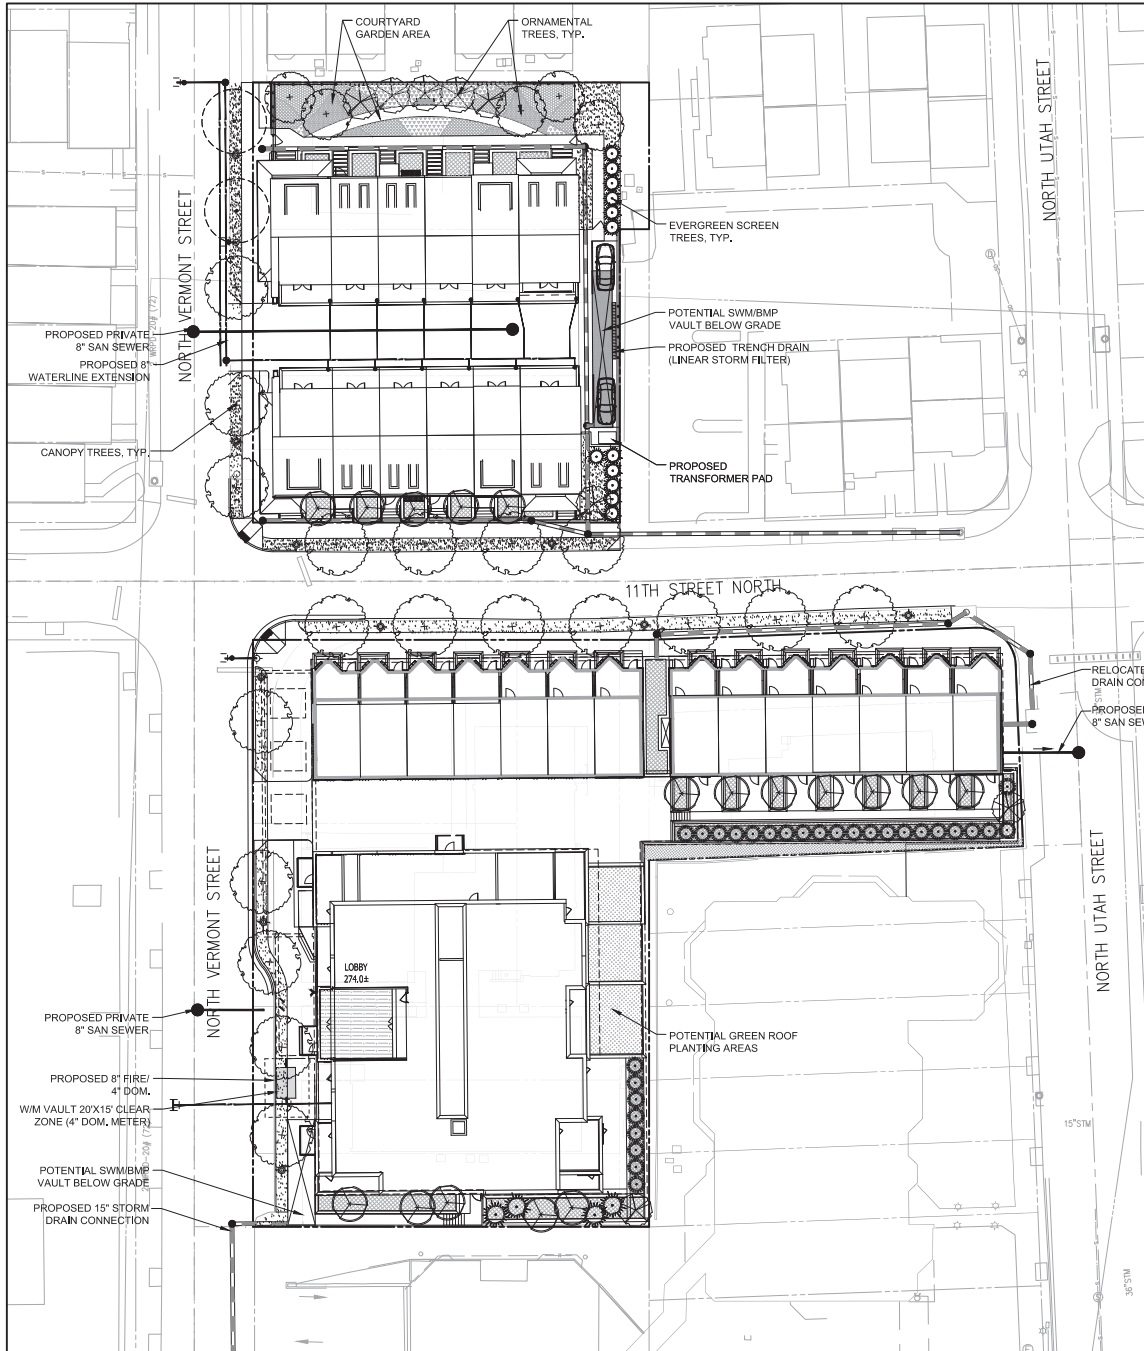 COURTYARD
GARDEN AREA
ORNAMENTAL
TREES, TYP.
NORTH UTAH STREET
NORTH VERMONT STREET
EVERGREEN SCREEN
TREES, TYP.
POTENTIAL SWM/BMP
VAULT BELOW GRADE
PROPOSED TRENCH DRAIN
(LINEAR STORM FILTER)
PROPOSED PRIVATE
8" SAN SEWER
PROPOSED 8"
WATERLINE EXTENSION
CANOPY TREES, TYP.
PROPOSED
TRANSFORMER PAD
11TH STREET NORTH
RELOCATE
DRAIN CON
PROPOSED
8" SAN SEW
NORTH VERMONT STREET
NORTH UTAH STREET
LOBBY
274.0±
PROPOSED PRIVATE
8" SAN SEWER
POTENTIAL GREEN ROOF
PLANTING AREAS
PROPOSED 8" FIRE/
4" DOM.
W/M VAULT 20'X15' CLEAR
ZONE (4" DOM. METER)
15"STM
POTENTIAL SWM/BMP
VAULT BELOW GRADE
PROPOSED 15" STORM
DRAIN CONNECTION
36"STM